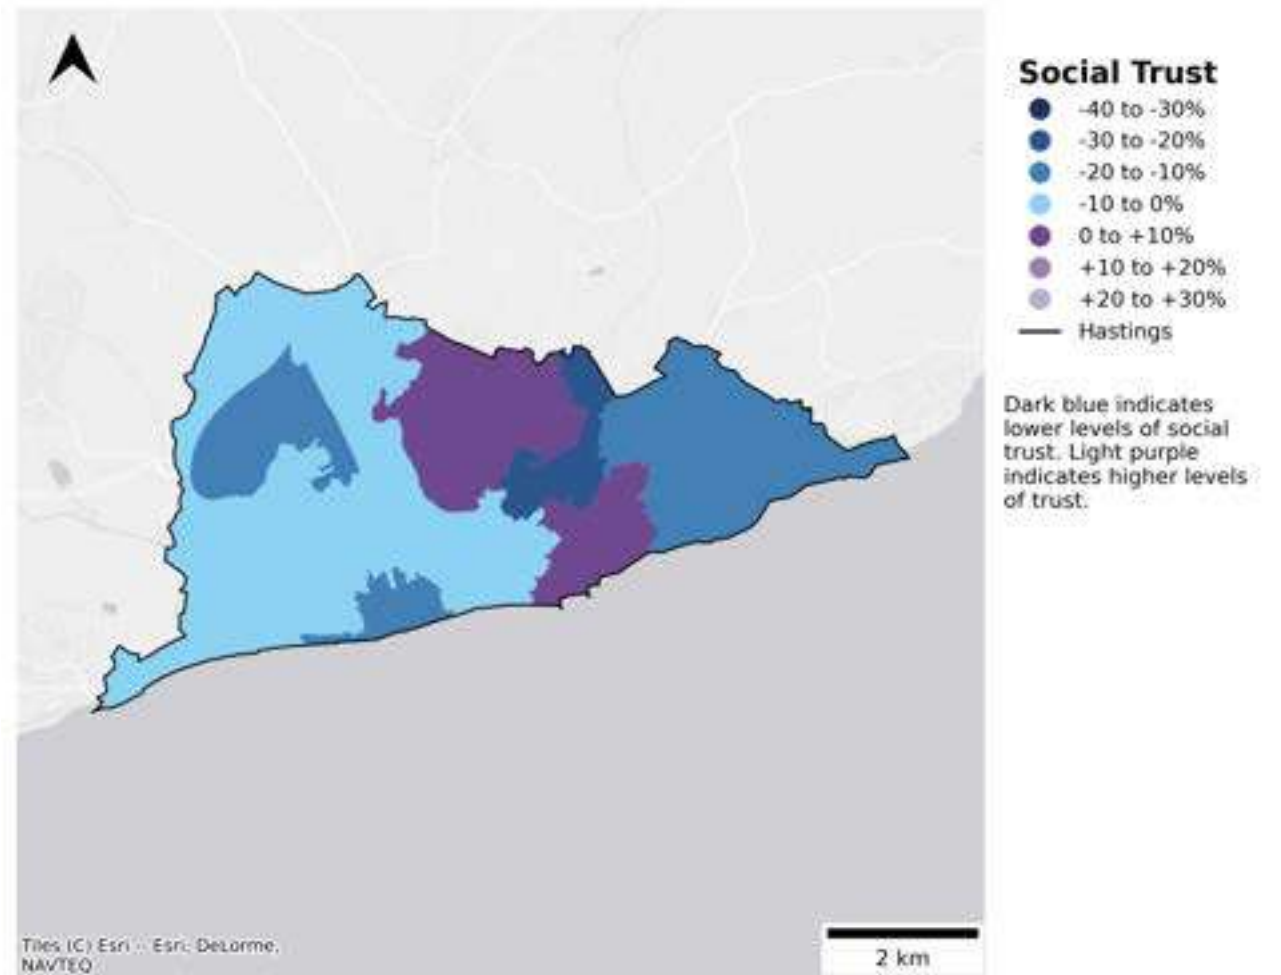 Social Trust
-40 to -30%
-30 to -20%
-20 to -10%
-10 to 0%
0 to +10%
+10 to +20%
+20 to +30%
Hastings
Dark blue indicates
lower levels of social
trust. Light purple
indicates higher levels
of trust.
Tiles (C) Esri -- Esri, DeLorme,
NAVTEQ
2 km